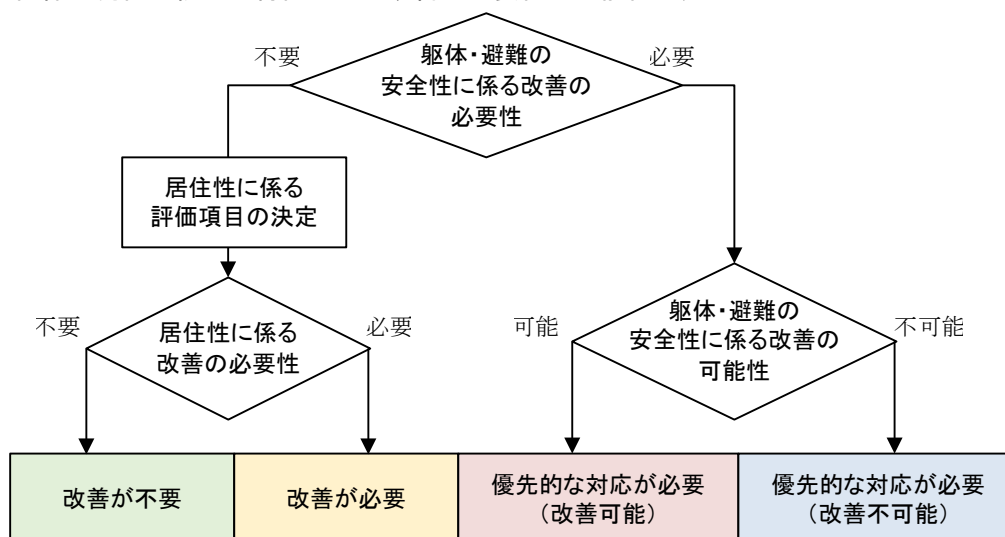 躯体・避難の
安全性に係る改善の
必要性
不要
必要
居住性に係る
評価項目の決定
居住性に係る
改善の必要性
不要
必要
躯体・避難の
安全性に係る改善の
可能性
可能
不可能
改善が不要
改善が必要
優先的な対応が必要
（改善可能）
優先的な対応が必要
（改善不可能）